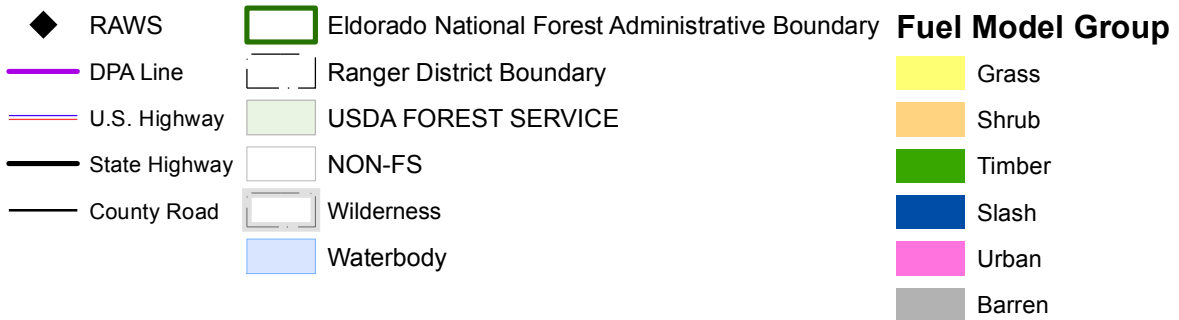 RAWS
DPA Line
U.S. Highway
State Highway
County Road
Eldorado National Forest Administrative Boundary
Ranger District Boundary
USDA FOREST SERVICE
NON-FS
Wilderness
Waterbody
Fuel Model Group
Grass
Shrub
Timber
Slash
Urban
Barren